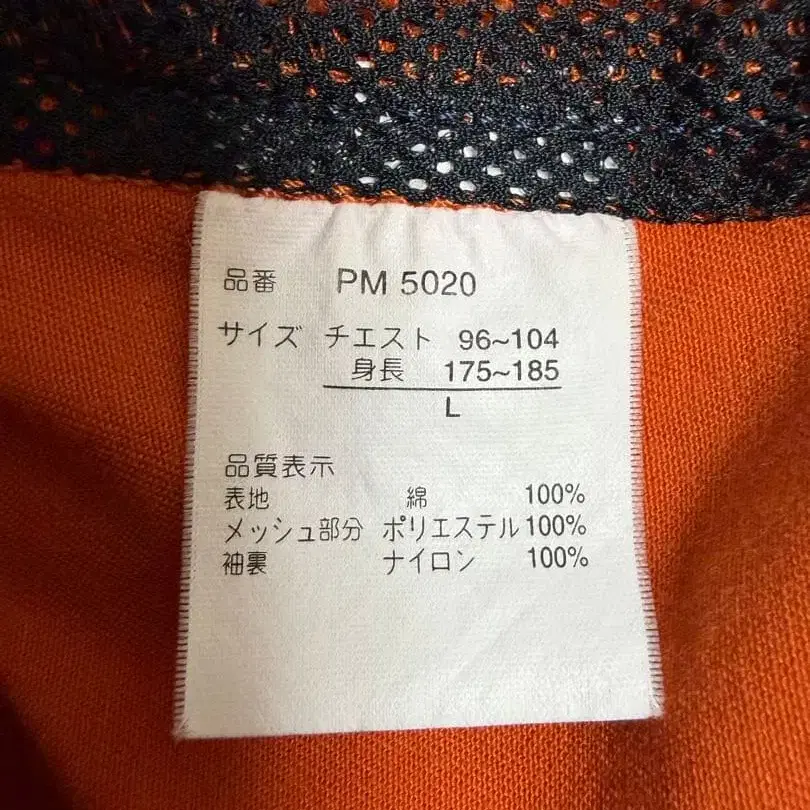 品番 PM 5020
サイズ チエスト 96~104
身長 175~185
L
品質表示
表地 綿 100%
メッシュ部分 ポリエステル 100%
袖裏 ナイロン 100%